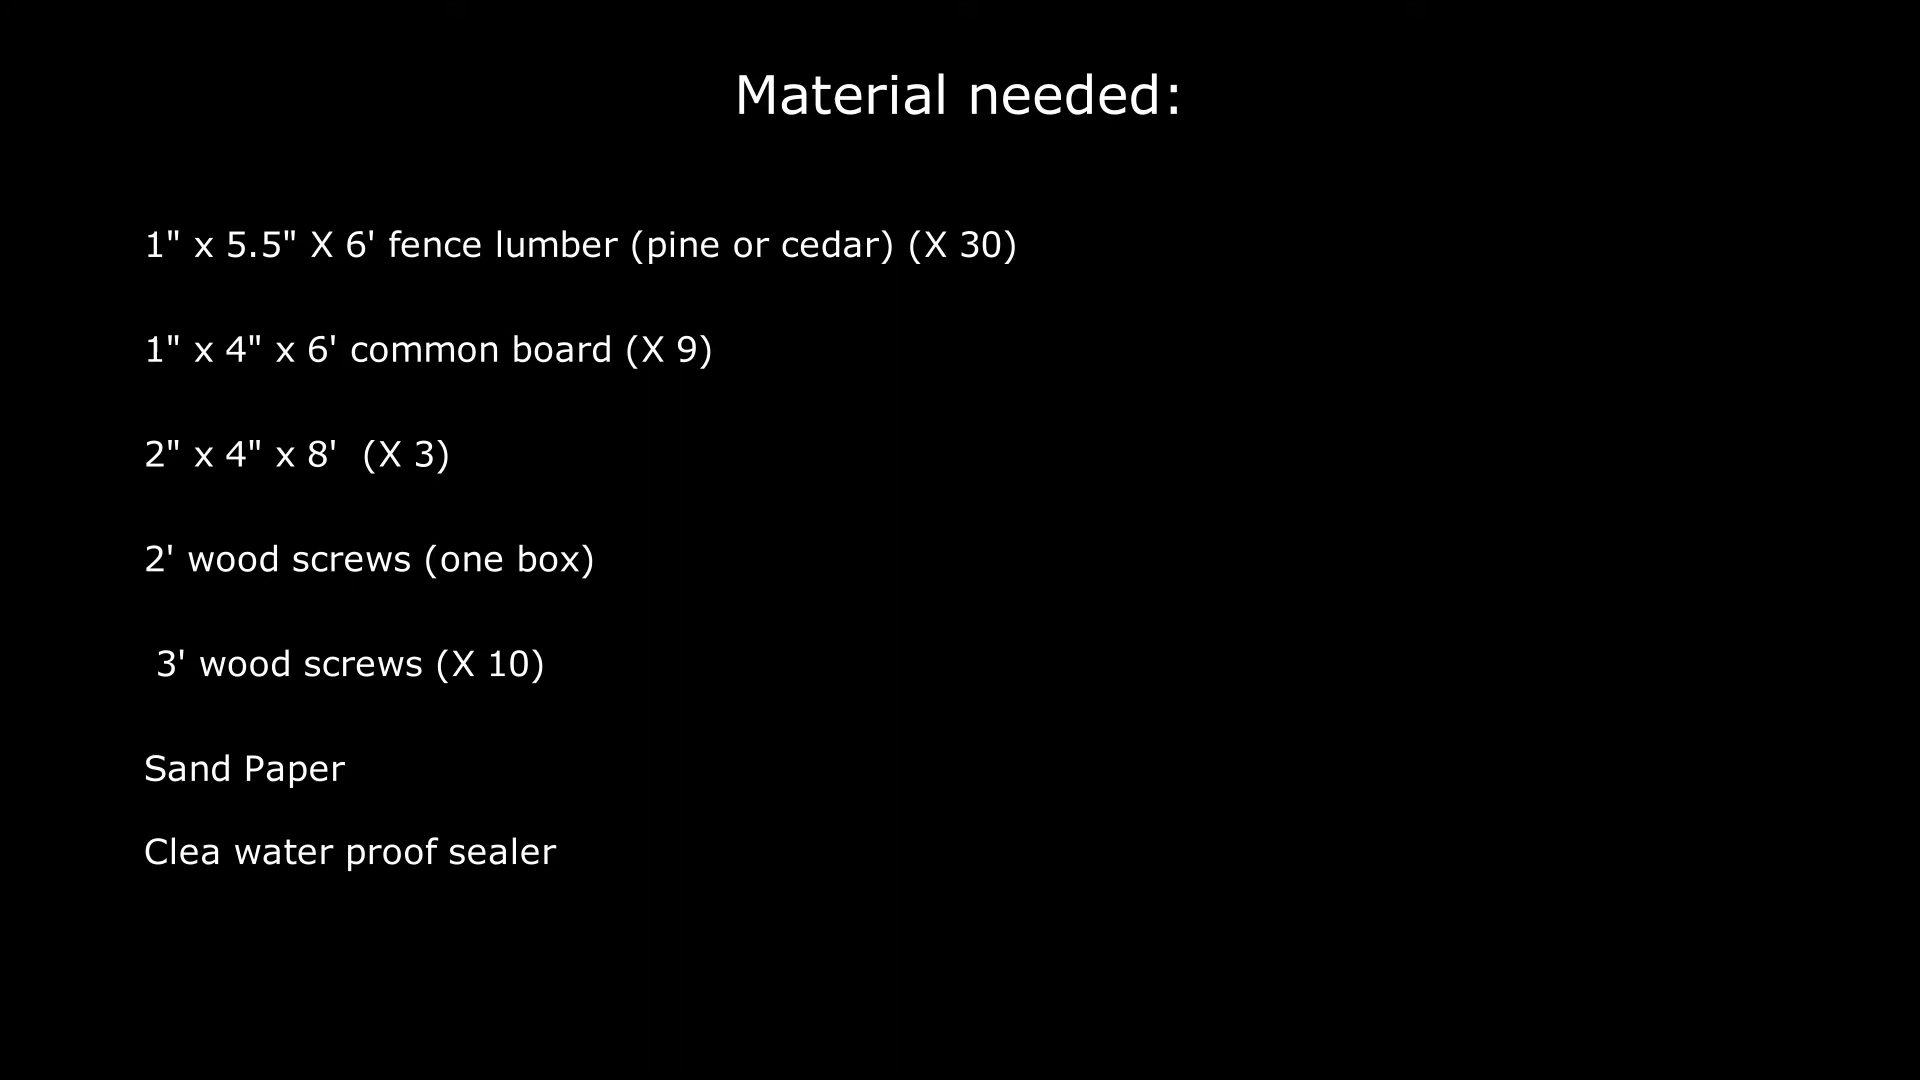 Material needed:
1" x 5.5" X 6' fence lumber (pine or cedar) (X 30)
1" x 4" x 6' common board (X 9)
2" x 4" x 8'  (X 3)
2' wood screws (one box)
3' wood screws (X 10)
Sand Paper
Clea water proof sealer